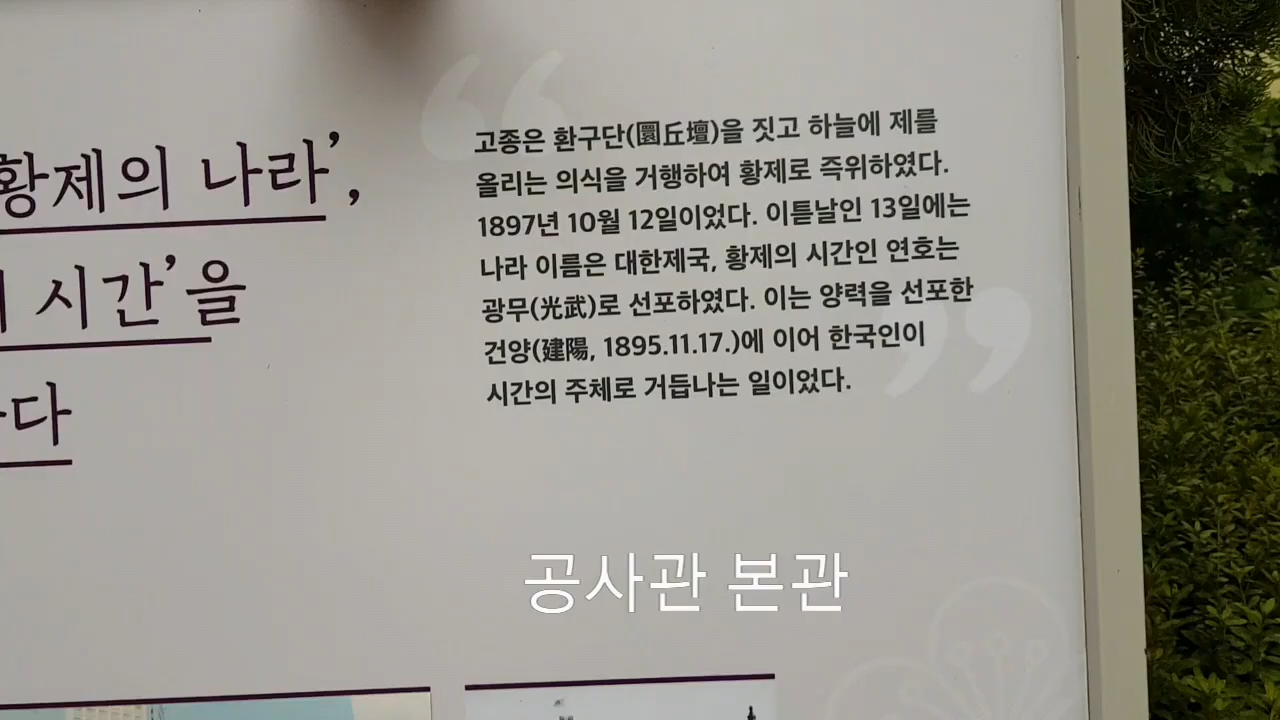 황제의 나라’,
시간’을
다
고종은 환구단(圜丘壇)을 짓고 하늘에 제를
올리는 의식을 거행하여 황제로 즉위하였다.
1897년 10월 12일이었다. 이튿날인 13일에는
나라 이름은 대한제국, 황제의 시간인 연호는
광무(光武)로 선포하였다. 이는 양력을 선포한
건양(建陽, 1895.11.17.)에 이어 한국인이
시간의 주체로 거듭나는 일이었다.
공사관 본관